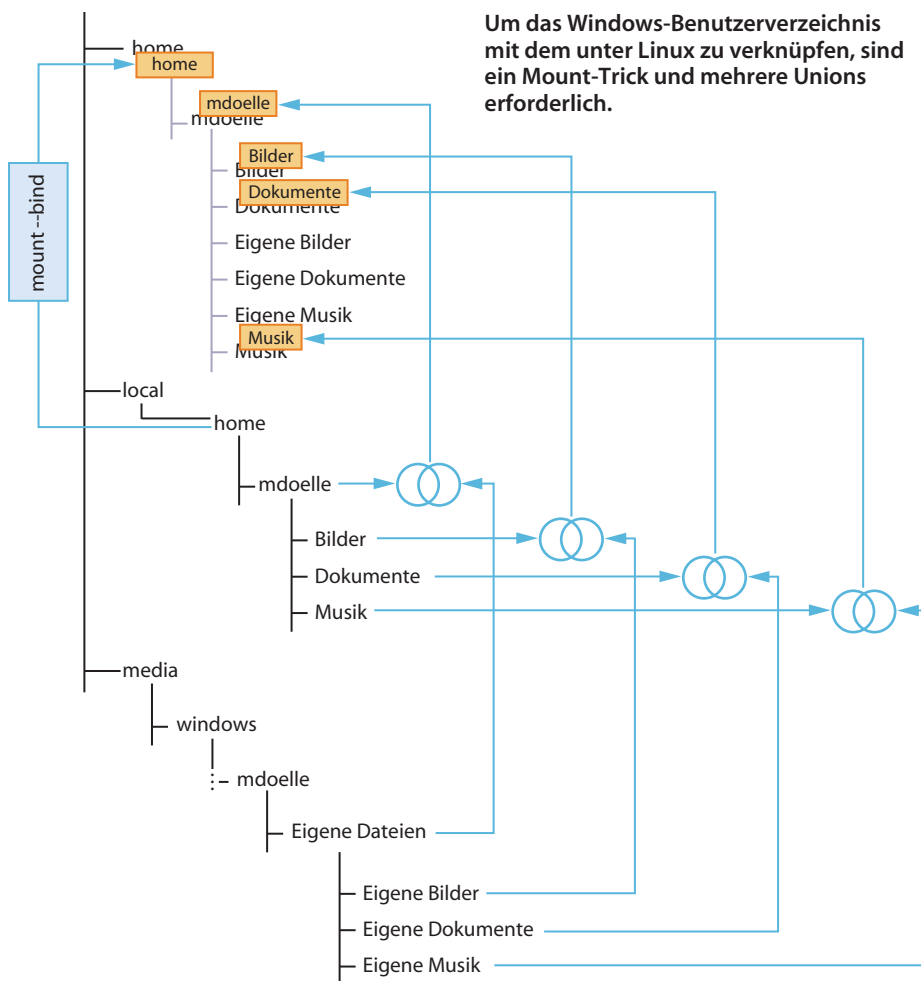 Um das Windows-Benutzerverzeichnis
mit dem unter Linux zu verknüpfen, sind
ein Mount-Trick und mehrere Unions
erforderlich.
home
home
mdoelle
mdoelle
Bilder
Bilder
Dokumente
Dokumente
Eigene Bilder
Eigene Dokumente
Eigene Musik
Musik
Musik
mount --bind
local
home
mdoelle
Bilder
Dokumente
Musik
media
windows
mdoelle
Eigene Dateien
Eigene Bilder
Eigene Dokumente
Eigene Musik